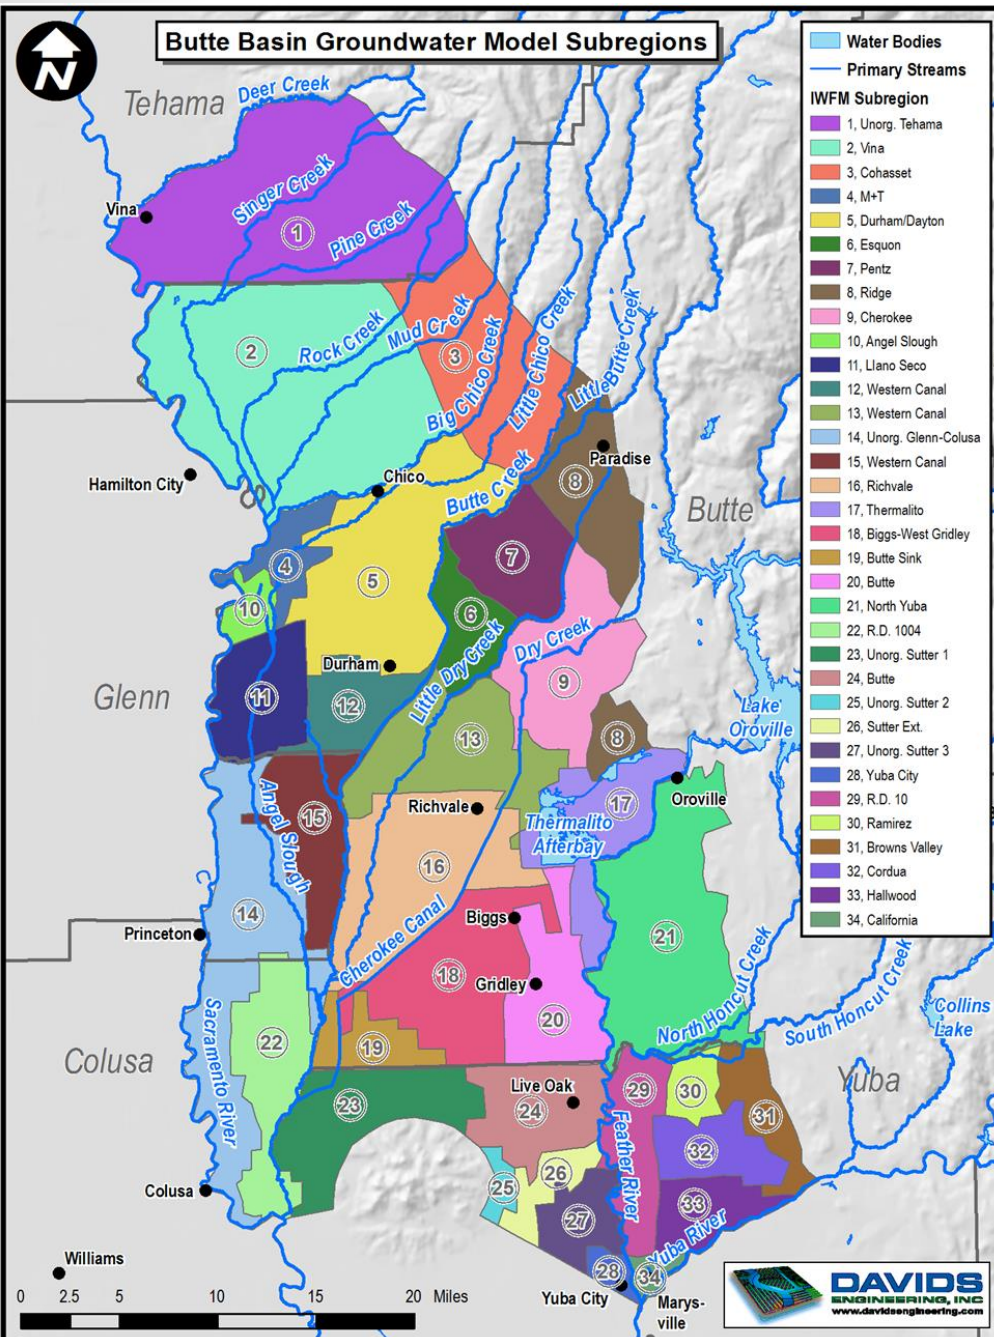 Butte Basin Groundwater Model Subregions
N
Water Bodies
Primary Streams
IWFM Subregion
1, Unorg. Tehama
2, Vina
3, Cohasset
4, M+T
5, Durham/Dayton
6, Esquon
7, Pentz
8, Ridge
9, Cherokee
10, Angel Slough
11, Llano Seco
12, Western Canal
13, Western Canal
14, Unorg. Glenn-Colusa
15, Western Canal
16, Richvale
17, Thermalito
18, Biggs-West Gridley
19, Butte Sink
20, Butte
21, North Yuba
22, R.D. 1004
23, Unorg. Sutter 1
24, Butte
25, Unorg. Sutter 2
26, Sutter Ext.
27, Unorg. Sutter 3
28, Yuba City
29, R.D. 10
30, Ramirez
31, Browns Valley
32, Cordua
33, Hallwood
34, California
Tehama
Deer Creek
Vina
Singer Creek
1
Pine Creek
2
Rock Creek
Mud Creek
3
Big Chico Creek
Little Chico Creek
Little Butte Creek
Hamilton City
Chico
Paradise
8
Butte Creek
Butte
7
4
5
10
6
Durham
Little Dry Creek
Dry Creek
9
Glenn
11
12
13
8
Lake
Oroville
Angel Slough
15
Richvale
17
Oroville
Thermalito
Afterbay
16
14
Princeton
Cherokee Canal
Biggs
21
18
Gridley
20
North Honcut Creek
South Honcut Creek
Collins
Lake
Sacramento River
Colusa
22
19
Yuba
23
Live Oak
24
29
30
31
Feather River
32
25
26
Colusa
27
33
Yuba River
Williams
28
34
Yuba City
Marys-
ville
0 2.5 5 10 15 20 Miles
DAVIDS
ENGINEERING, INC
www.davidsengineering.com